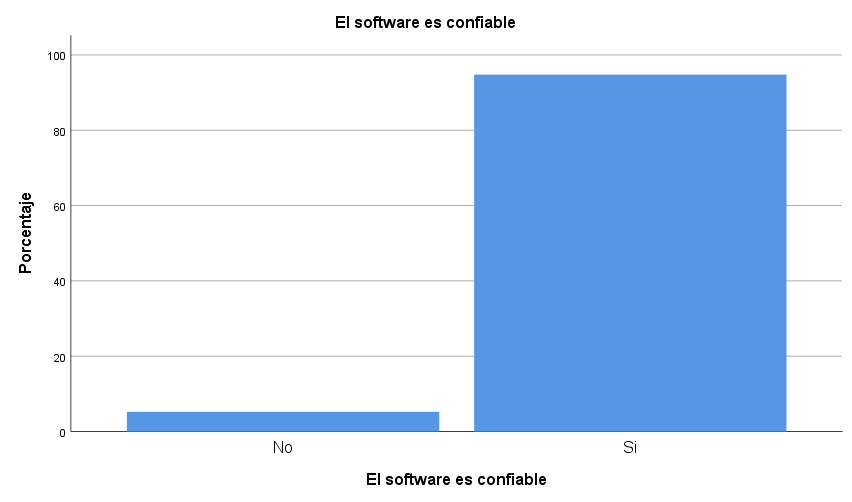 El software es confiable
100
80
60
40
20
0
Porcentaje
No
Si
El software es confiable